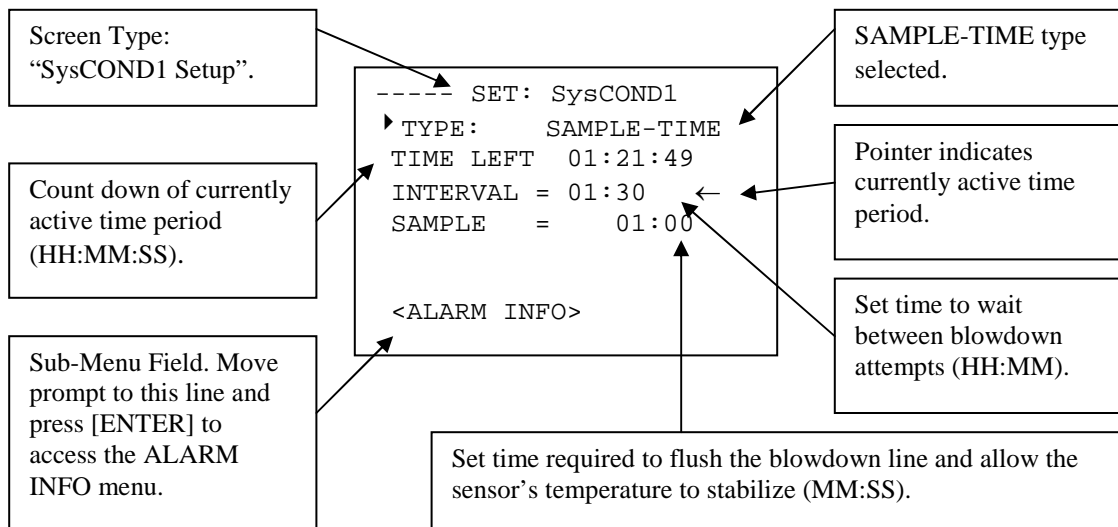 Screen Type:
“SysCOND1 Setup”.
SAMPLE-TIME type
selected.
----- SET: SysCOND1
TYPE: SAMPLE-TIME
TIME LEFT 01:21:49
INTERVAL = 01:30 ←
SAMPLE = 01:00
<ALARM INFO>
Count down of currently
active time period
(HH:MM:SS).
Pointer indicates
currently active time
period.
Set time to wait
between blowdown
attempts (HH:MM).
Sub-Menu Field. Move
prompt to this line and
press [ENTER] to
access the ALARM
INFO menu.
Set time required to flush the blowdown line and allow the
sensor’s temperature to stabilize (MM:SS).